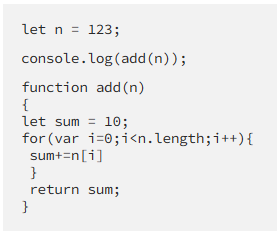 let n = 123;
console.log(add(n));
function add(n)
{
let sum = 10;
for(var i=0;i<n.length;i++){
sum+=n[i]
}
return sum;
}